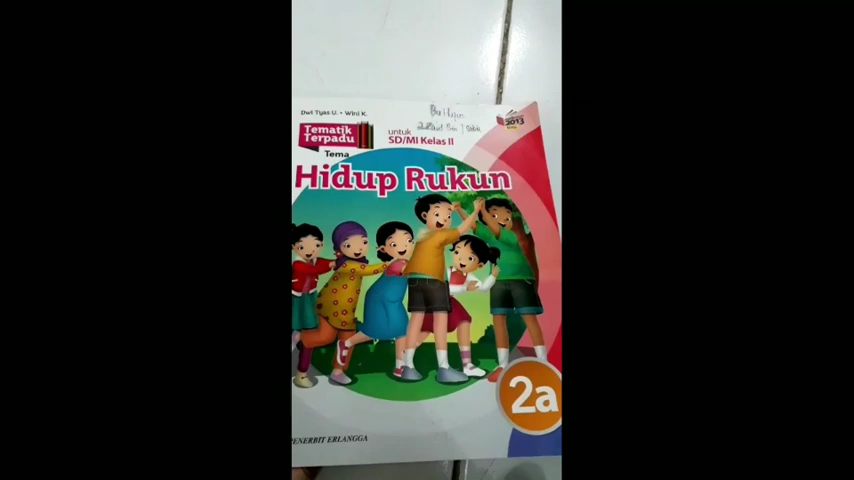 Dwi Tyas U. • Wini K.
Tematik
Terpadu
untuk
SD/MI Kelas II
2013
Tema
Hidup Rukun
2a
PENERBIT ERLANGGA